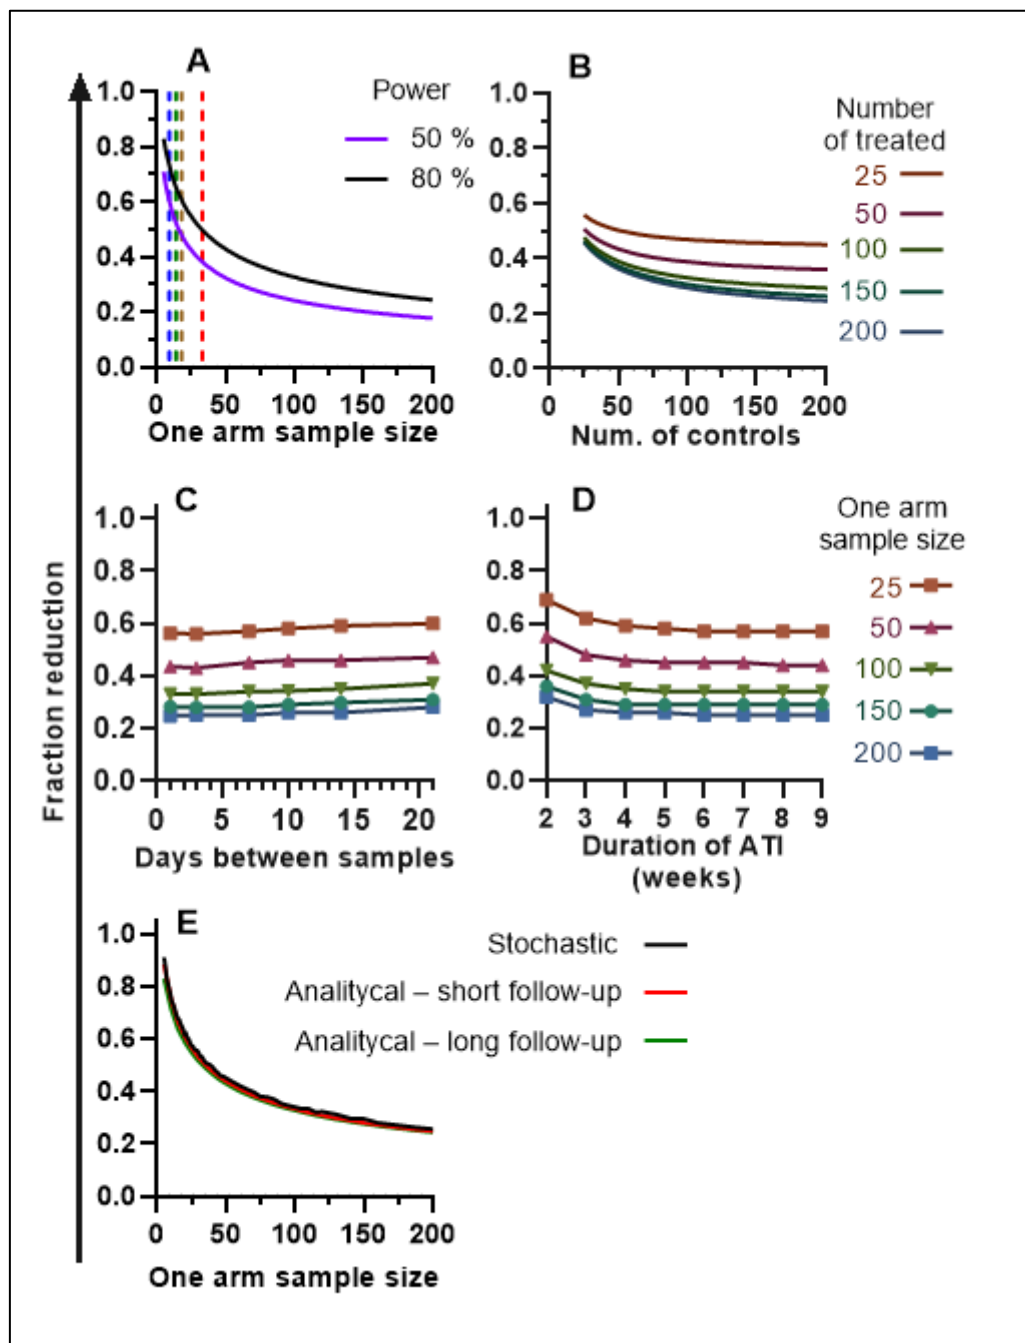 A
Power
50 %
80 %
1.0
0.8
0.6
0.4
0.2
0.0
0 50 100 150 200
One arm sample size
B
Number
of treated
25
50
100
150
200
1.0
0.8
0.6
0.4
0.2
0.0
0 50 100 150 200
Num. of controls
Fraction reduction
C
1.0
0.8
0.6
0.4
0.2
0.0
0 5 10 15 20
Days between samples
D
One arm
sample size
25
50
100
150
200
1.0
0.8
0.6
0.4
0.2
0.0
2 3 4 5 6 7 8 9
Duration of ATI
(weeks)
E
Stochastic
Analitycal – short follow-up
Analitycal – long follow-up
1.0
0.8
0.6
0.4
0.2
0.0
0 50 100 150 200
One arm sample size